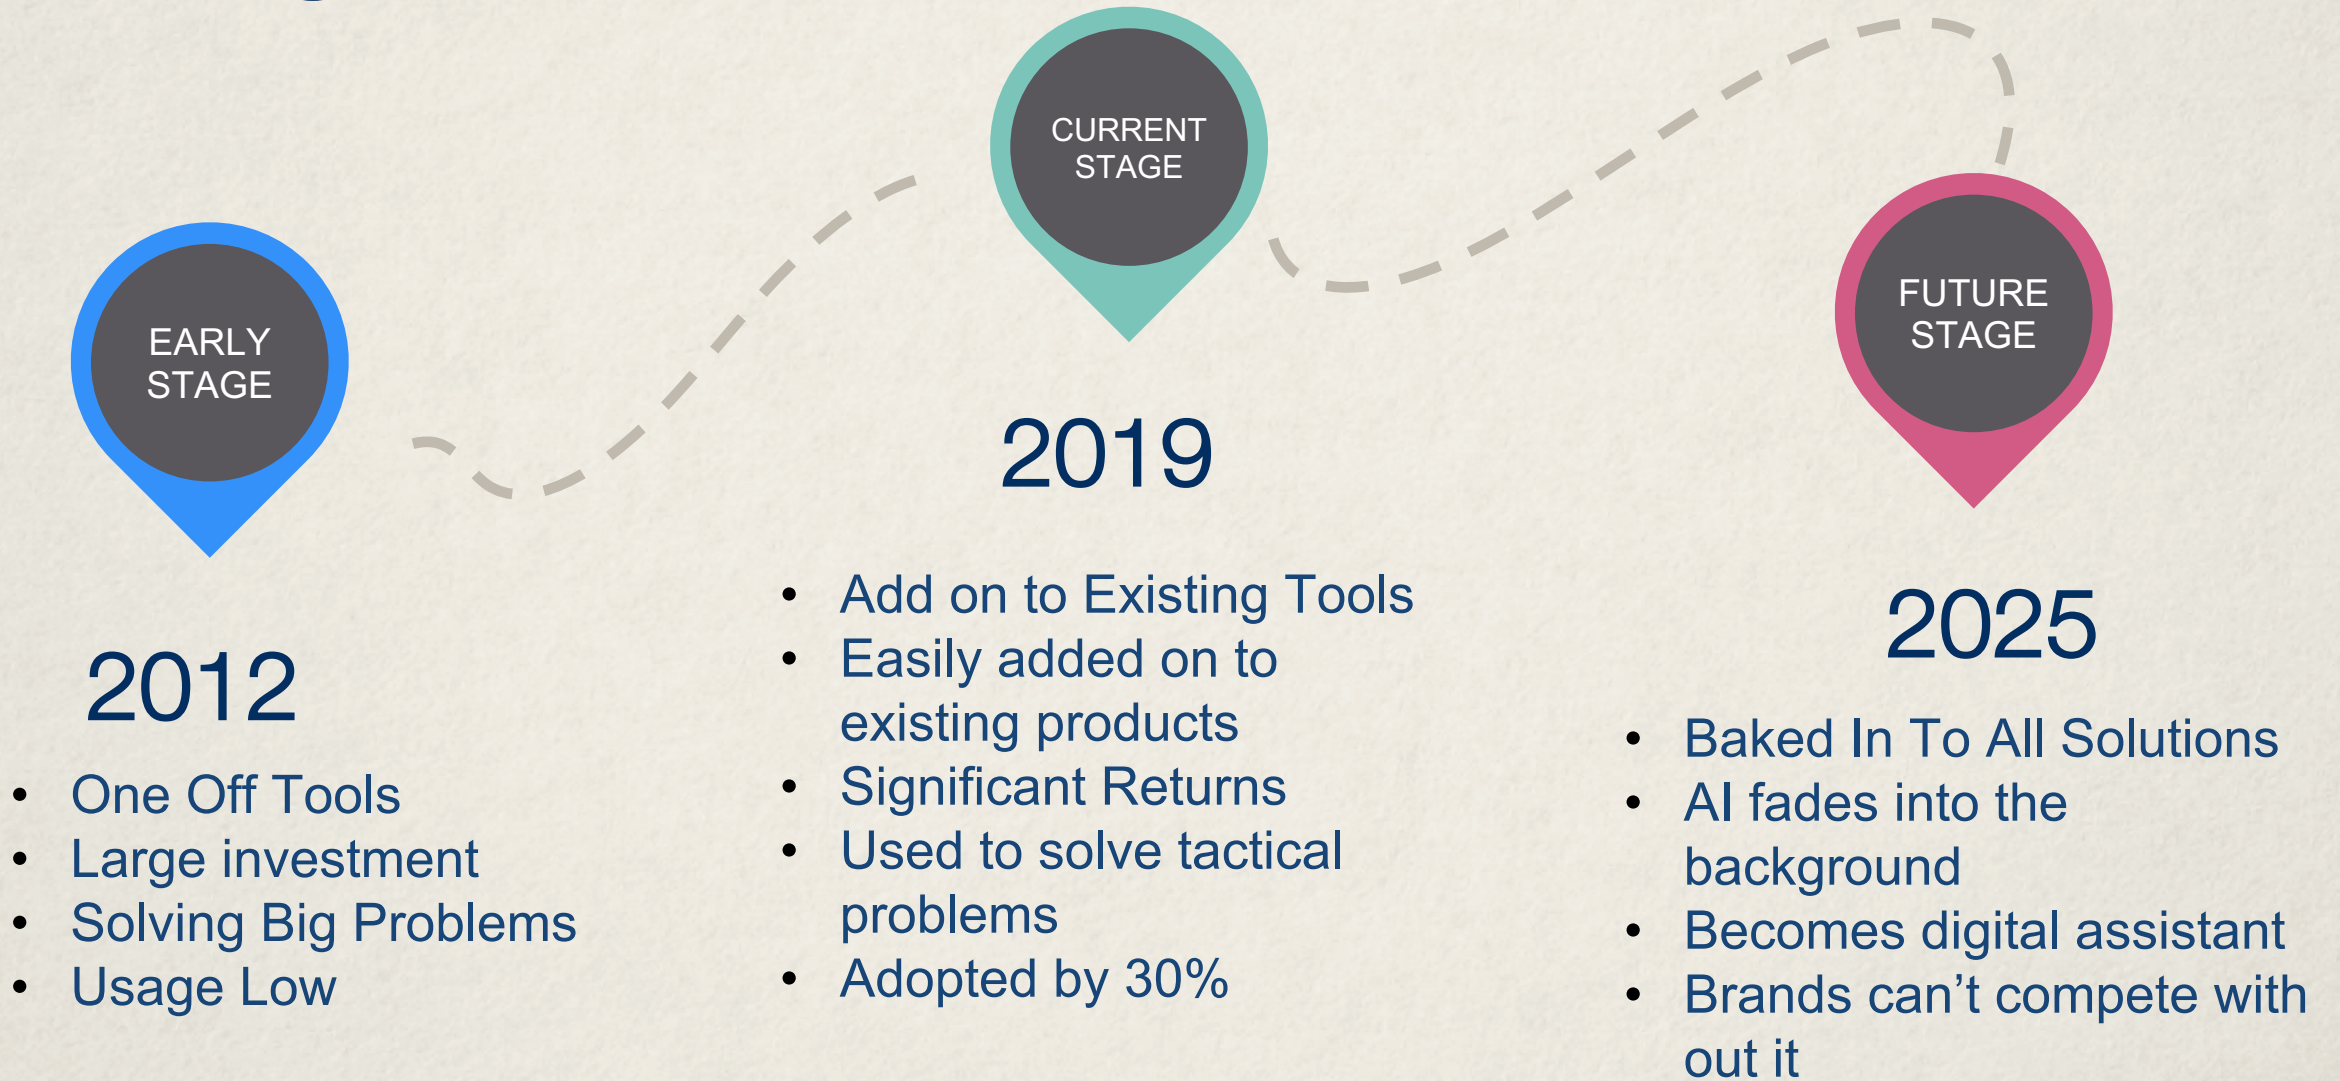 EARLY
STAGE
2012
• One Off Tools
• Large investment
• Solving Big Problems
• Usage Low
CURRENT
STAGE
2019
• Add on to Existing Tools
• Easily added on to
existing products
• Significant Returns
• Used to solve tactical
problems
• Adopted by 30%
FUTURE
STAGE
2025
• Baked In To All Solutions
• AI fades into the
background
• Becomes digital assistant
• Brands can’t compete with
out it